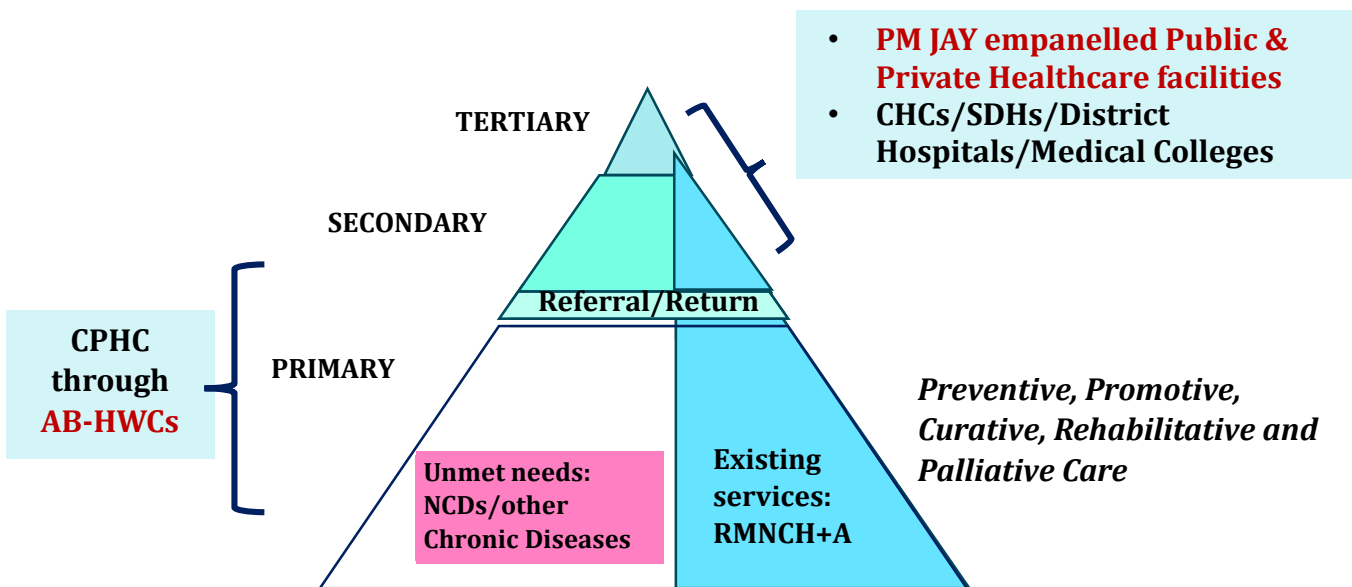 • PM JAY empanelled Public &
Private Healthcare facilities
• CHCs/SDHs/District
Hospitals/Medical Colleges
TERTIARY
SECONDARY
Referral/Return
PRIMARY
CPHC
through
AB-HWCs
Unmet needs:
NCDs/other
Chronic Diseases
Existing
services:
RMNCH+A
Preventive, Promotive,
Curative, Rehabilitative and
Palliative Care